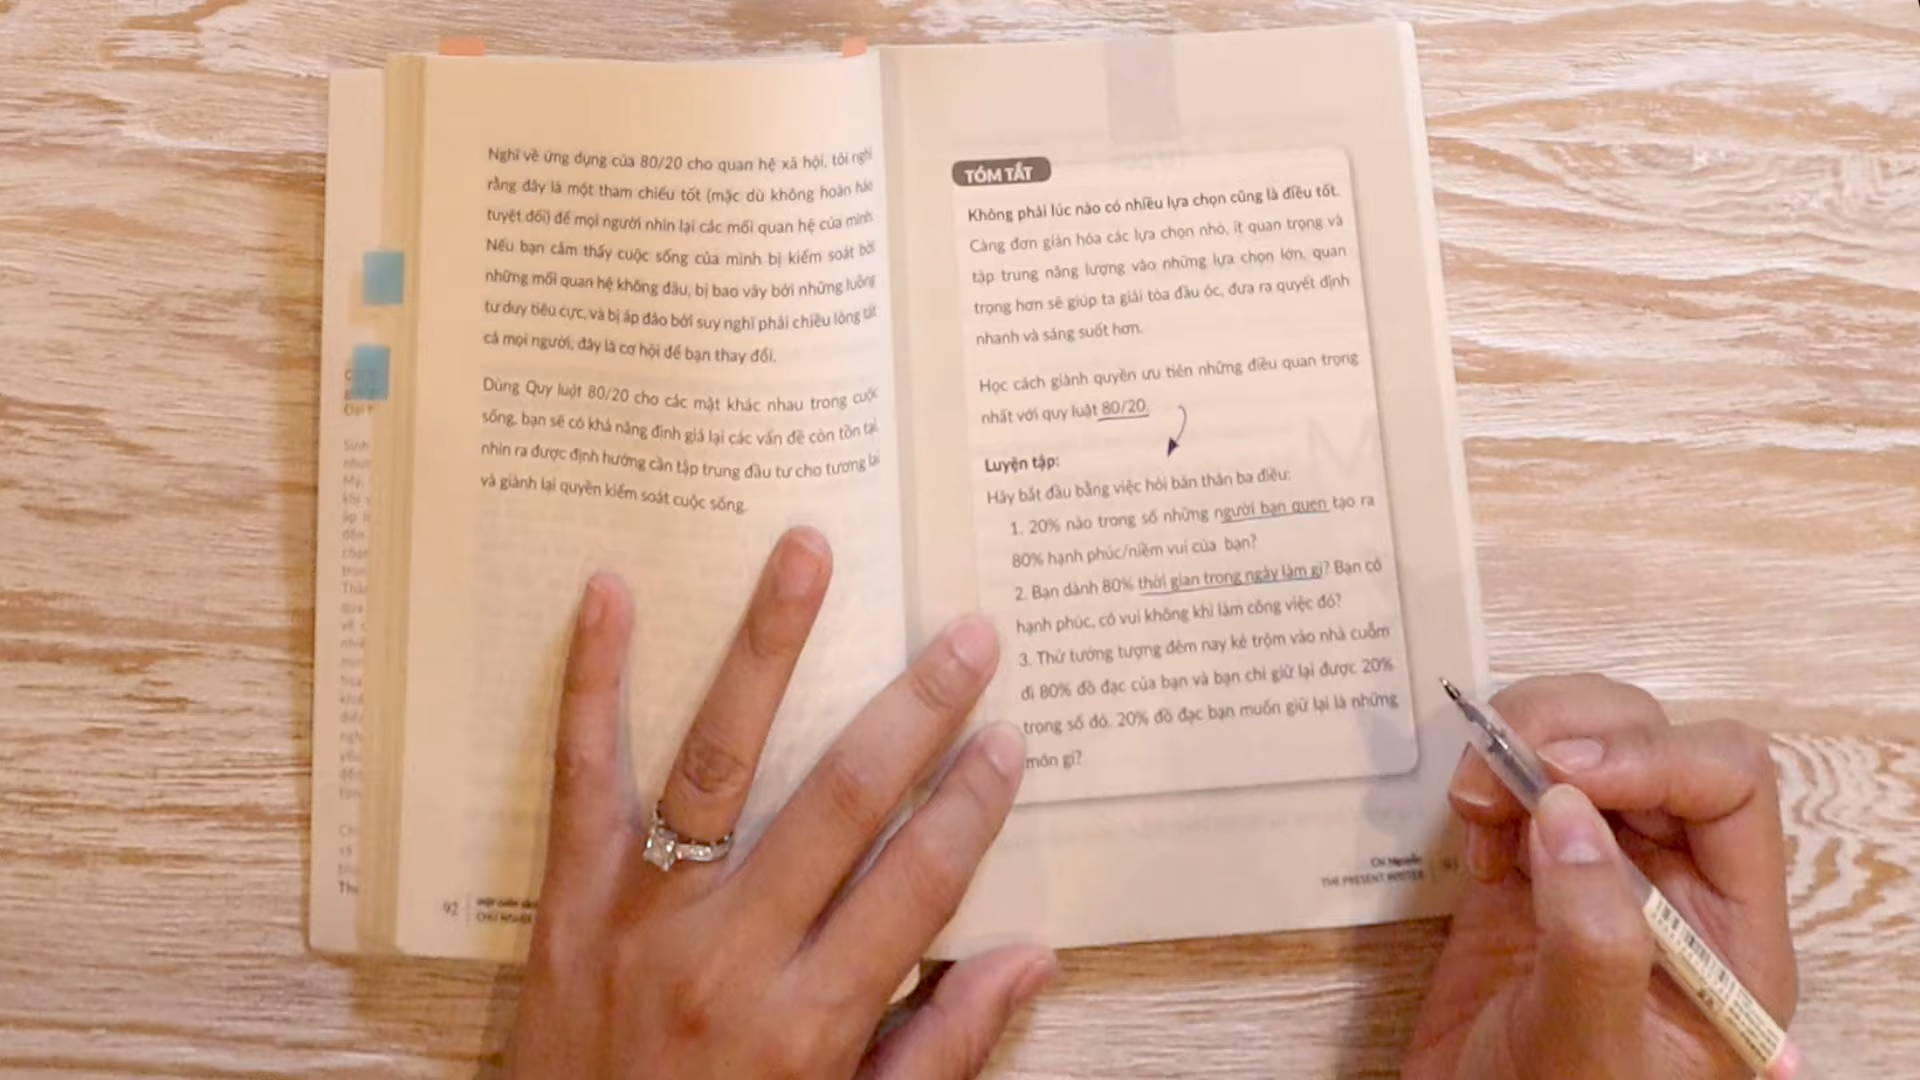 Nghĩ về ứng dụng của 80/20 cho quan hệ xã hội, tôi nghĩ
rằng đây là một tham chiếu tốt (mặc dù không hoàn hảo
tuyệt đối) để mọi người nhìn lại các mối quan hệ của mình.
Nếu bạn cảm thấy cuộc sống của mình bị kiểm soát bởi
những mối quan hệ không đâu, bị bao vây bởi những luồng
tư duy tiêu cực, và bị áp đảo bởi suy nghĩ phải chiều lòng tất
cả mọi người, đây là cơ hội để bạn thay đổi.
Dùng Quy luật 80/20 cho các mặt khác nhau trong cuộc
sống, bạn sẽ có khả năng định giá lại các vấn đề còn tồn tại,
nhìn ra được định hướng cần tập trung đầu tư cho tương lai
và giành lại quyền kiểm soát cuộc sống.
92
TÓM TẮT
Không phải lúc nào có nhiều lựa chọn cũng là điều tốt.
Càng đơn giản hóa các lựa chọn nhỏ, ít quan trọng và
tập trung năng lượng vào những lựa chọn lớn, quan
trọng hơn sẽ giúp ta giải tỏa đầu óc, đưa ra quyết định
nhanh và sáng suốt hơn.
Học cách giành quyền ưu tiên những điều quan trọng
nhất với quy luật 80/20.
Luyện tập:
Hãy bắt đầu bằng việc hỏi bản thân ba điều:
1. 20% nào trong số những người bạn quen tạo ra
80% hạnh phúc/niềm vui của bạn?
2. Bạn dành 80% thời gian trong ngày làm gì? Bạn có
hạnh phúc, có vui không khi làm công việc đó?
3. Thử tưởng tượng đêm nay kẻ trộm vào nhà cuỗm
đi 80% đồ đạc của bạn và bạn chỉ giữ lại được 20%
trong số đó. 20% đồ đạc bạn muốn giữ lại là những
món gì?
Chi Nguyễn
THE PRESENT WRITER